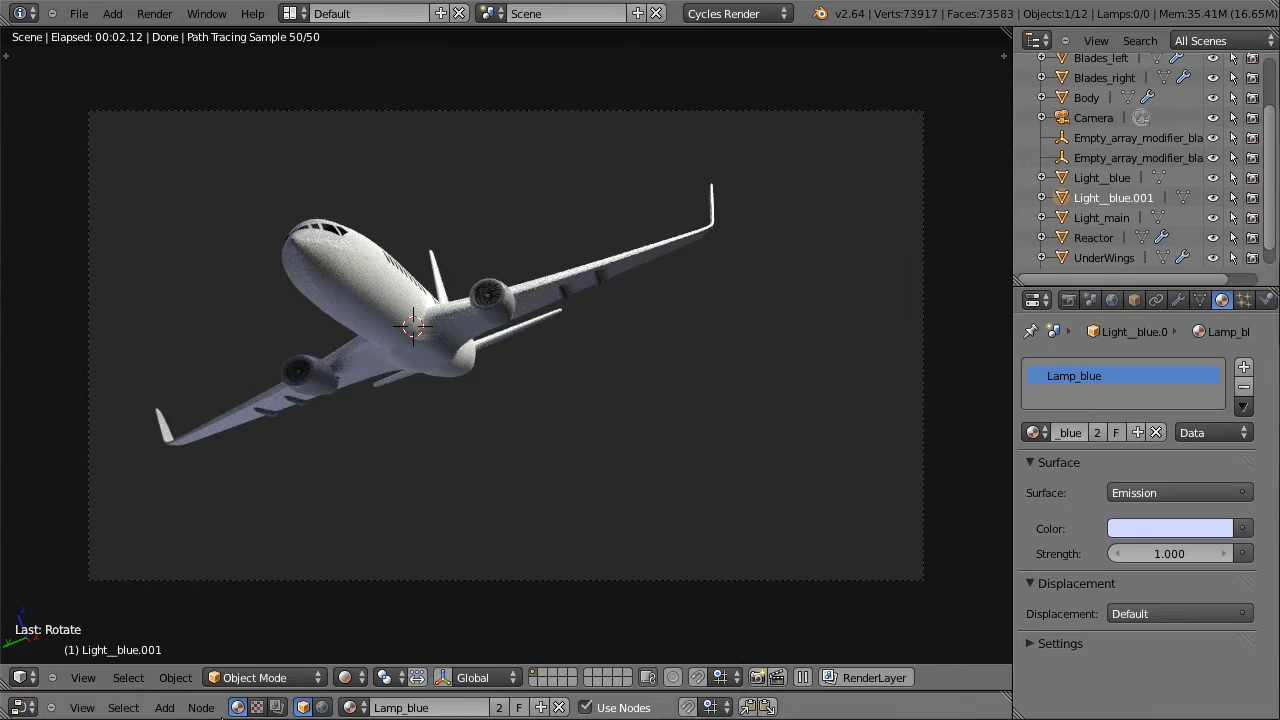 File Add Render Window Help Default Scene Cycles Render v2.64 | Verts:73917 | Faces:73583 | Objects:1/12 | Lamps:0/0 | Mem:35.41M (16.65M)
Scene | Elapsed: 00:02.12 | Done | Path Tracing Sample 50/50
View Search All Scenes
Blades_left
Blades_right
Body
Camera
Empty_array_modifier_bla
Empty_array_modifier_bla
Light__blue
Light__blue.001
Light_main
Reactor
UnderWings
Light__blue.0 Lamp_bl
Lamp_blue
_blue 2 F Data
Surface
Surface: Emission
Color:
Strength: 1.000
Displacement
Displacement: Default
Settings
Last: Rotate
(1) Light__blue.001
View Select Object Object Mode Global RenderLayer
View Select Add Node Lamp_blue 2 F Use Nodes